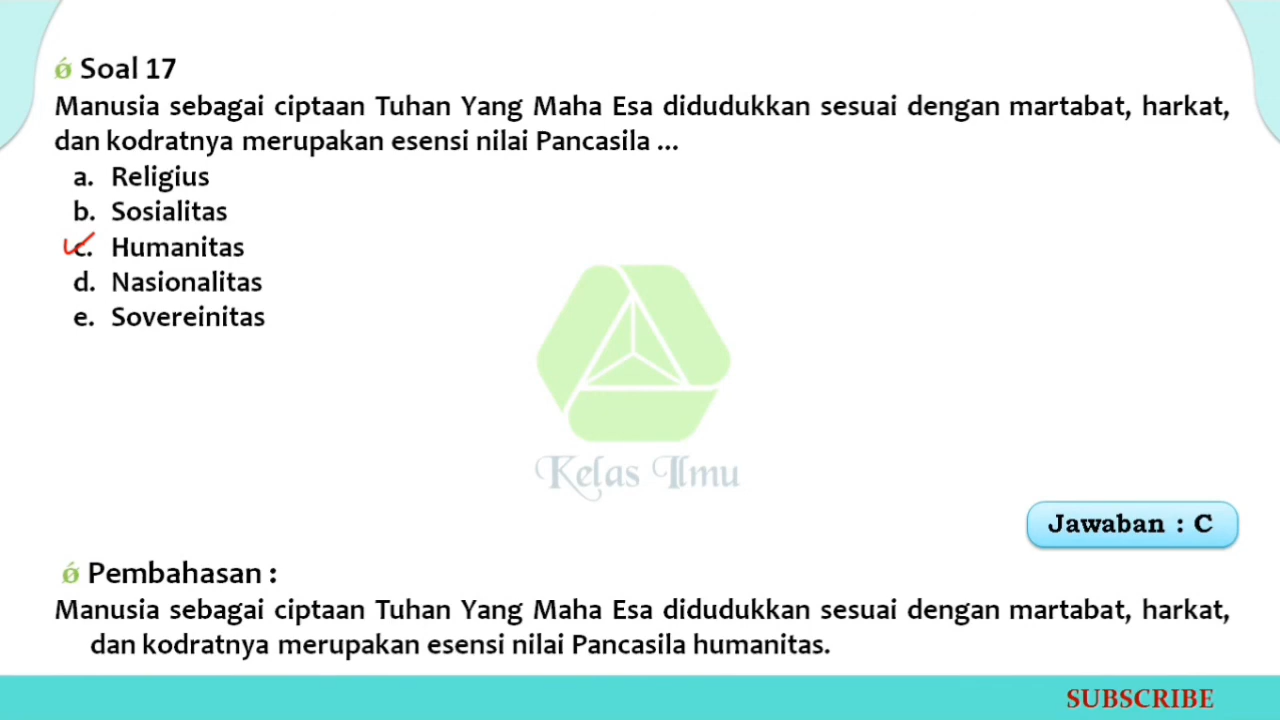 ǿ Soal 17
Manusia sebagai ciptaan Tuhan Yang Maha Esa didudukkan sesuai dengan martabat, harkat,
dan kodratnya merupakan esensi nilai Pancasila ...
a. Religius
b. Sosialitas
c. Humanitas
d. Nasionalitas
e. Sovereinitas
Kelas Ilmu
Jawaban : C
ǿ Pembahasan :
Manusia sebagai ciptaan Tuhan Yang Maha Esa didudukkan sesuai dengan martabat, harkat,
dan kodratnya merupakan esensi nilai Pancasila humanitas.
SUBSCRIBE